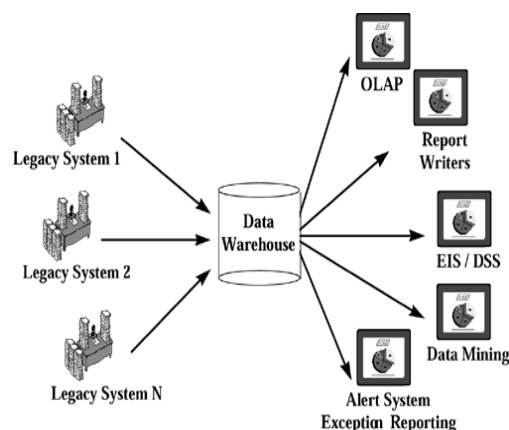 OLAP
Report
Writers
Legacy System 1
Data
Warehouse
Legacy System 2
EIS / DSS
Legacy System N
Data Mining
Alert System
Exception Reporting